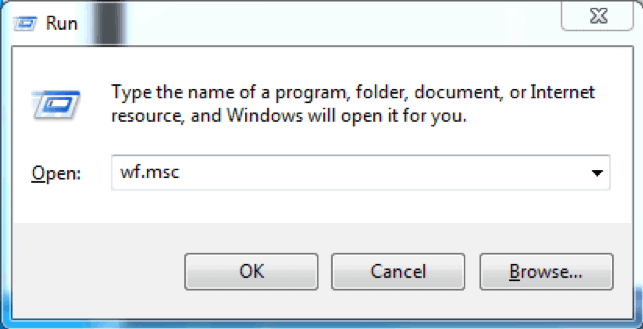 Run
Type the name of a program, folder, document, or Internet
resource, and Windows will open it for you.
Open: wf.msc
OK Cancel Browse...